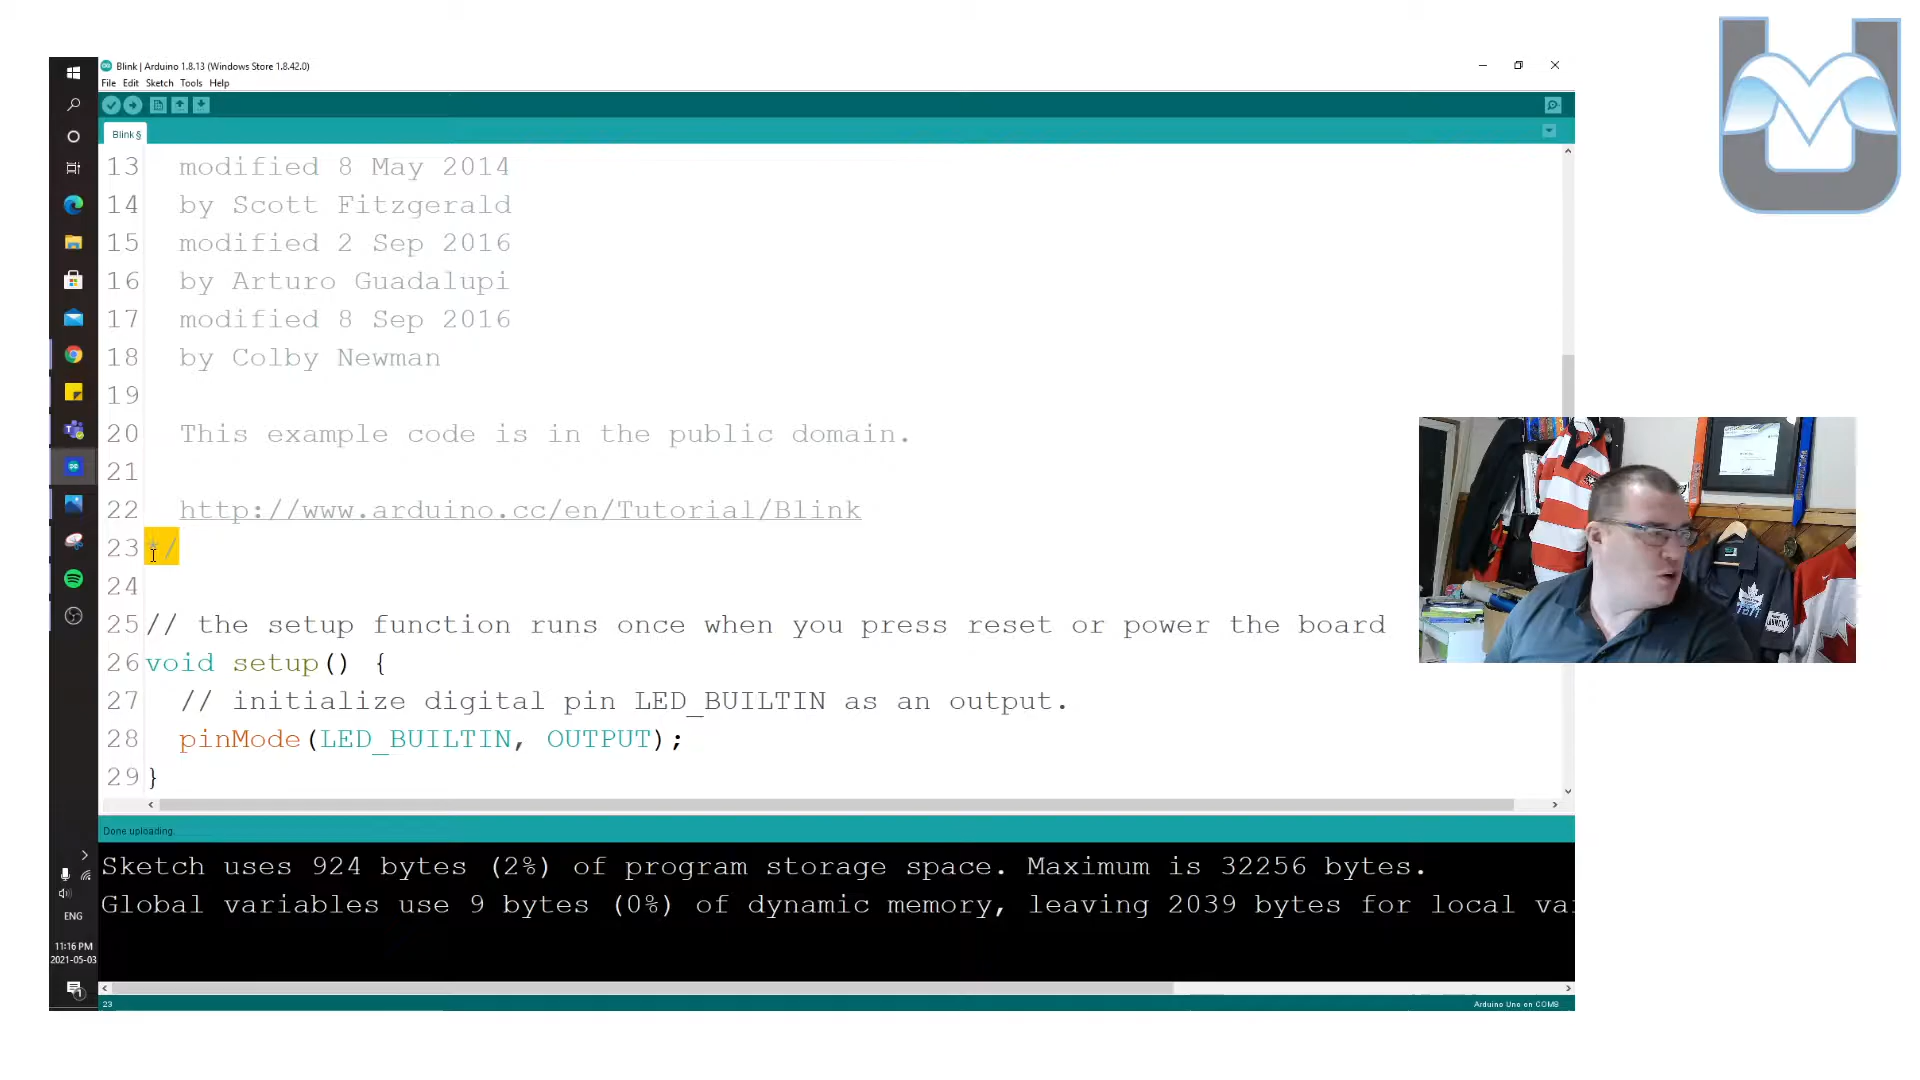 Blink | Arduino 1.8.13 (Windows Store 1.8.42.0)
File Edit Sketch Tools Help
Blink§
13 modified 8 May 2014
14 by Scott Fitzgerald
15 modified 2 Sep 2016
16 by Arturo Guadalupi
17 modified 8 Sep 2016
18 by Colby Newman
19
20 This example code is in the public domain.
21
22 http://www.arduino.cc/en/Tutorial/Blink
23 */
24
25 // the setup function runs once when you press reset or power the board
26 void setup() {
27 // initialize digital pin LED_BUILTIN as an output.
28 pinMode(LED_BUILTIN, OUTPUT);
29 }
Done uploading.
Sketch uses 924 bytes (2%) of program storage space. Maximum is 32256 bytes.
Global variables use 9 bytes (0%) of dynamic memory, leaving 2039 bytes for local va
ENG
11:16 PM
2021-05-03
1
23
Arduino Uno on COM8